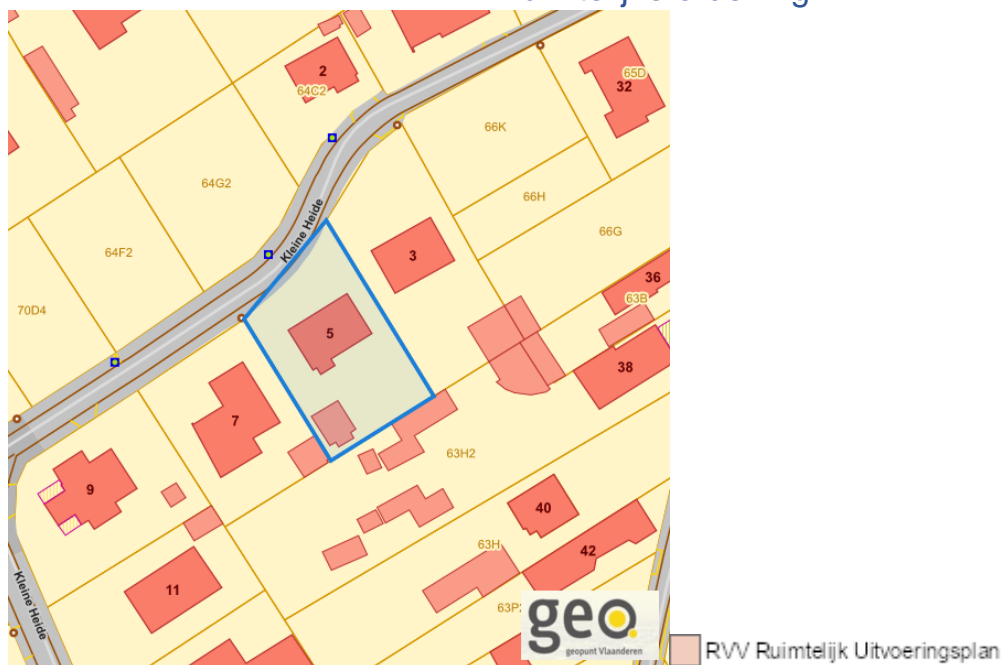 2
64C2
65D
32
66K
64G2
66H
Kleine Heide
66G
64F2
3
36
70D4
63B
5
38
7
63H2
9
40
63H
42
11
Kleine Heide
63P2
geo.
geopunt Vlaanderen
RVV Ruimtelijk Uitvoeringsplan